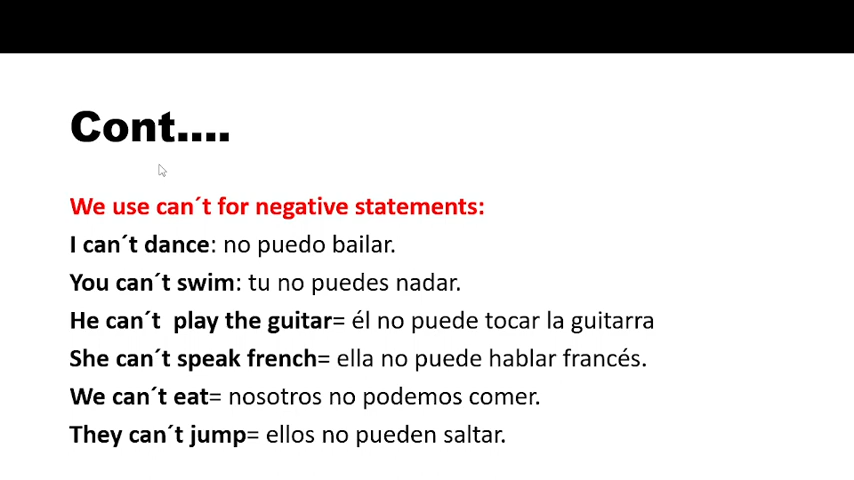 Cont....
We use can´t for negative statements:
I can´t dance: no puedo bailar.
You can´t swim: tu no puedes nadar.
He can´t  play the guitar= él no puede tocar la guitarra
She can´t speak french= ella no puede hablar francés.
We can´t eat= nosotros no podemos comer.
They can´t jump= ellos no pueden saltar.